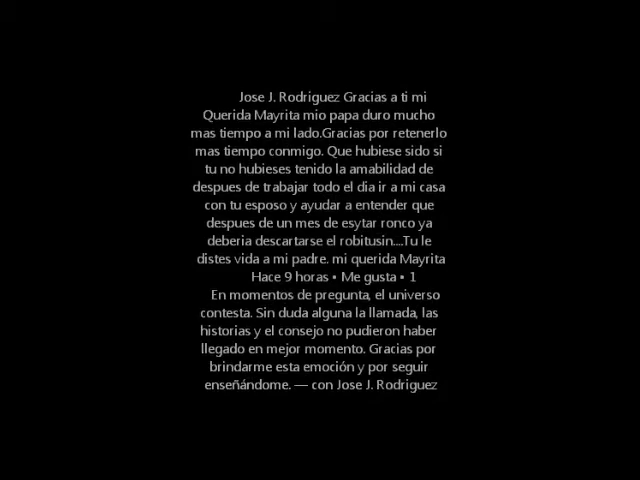 Jose J. Rodriguez Gracias a ti mi
Querida Mayrita mio papa duro mucho
mas tiempo a mi lado.Gracias por retenerlo
mas tiempo conmigo. Que hubiese sido si
tu no hubieses tenido la amabilidad de
despues de trabajar todo el dia ir a mi casa
con tu esposo y ayudar a entender que
despues de un mes de esytar ronco ya
deberia descartarse el robitusin....Tu le
distes vida a mi padre. mi querida Mayrita
Hace 9 horas • Me gusta • 1
En momentos de pregunta, el universo
contesta. Sin duda alguna la llamada, las
historias y el consejo no pudieron haber
llegado en mejor momento. Gracias por
brindarme esta emoción y por seguir
enseñándome. — con Jose J. Rodriguez